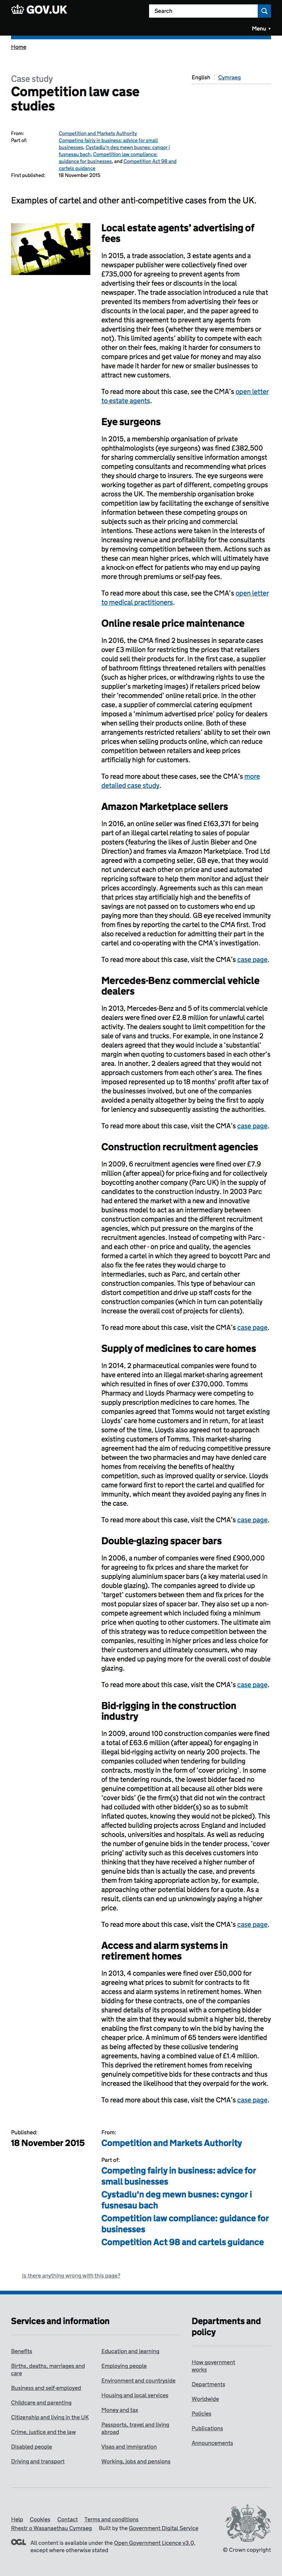 GOV.UK
Search
Menu
Home
Case study
Competition law case
studies
English
Cymraeg
From:
Competition and Markets Authority
Part of:
Competing fairly in business: advice for small
businesses, Cystadlu'n deg mewn busnes: cyngor i
fusnesau bach, Competition law compliance:
guidance for businesses, and Competition Act 98 and
cartels guidance
First published:
18 November 2015
Examples of cartel and other anti-competitive cases from the UK.
Local estate agents' advertising of
fees
In 2015, a trade association, 3 estate agents and a
newspaper publisher were collectively fined over
£735,000 for agreeing to prevent agents from
advertising their fees or discounts in the local
newspaper. The trade association introduced a rule that
prevented its members from advertising their fees or
discounts in the local paper, and the paper also agreed to
enforce this agreement over any agents who tried to
advertise their fees (whether they were members or
not). This limited agents' ability to compete with each
other on their fees, making it harder for consumers to
compare prices and get value for money and may also
have made it harder for new or smaller businesses to
attract new customers.
To read more about this case, see the CMA's open letter
to estate agents.
Eye surgeons
In 2015, a membership organisation of private
ophthalmologists (eye surgeons) was fined £382,500
for sharing commercially sensitive information amongst
competing consultants and recommending what prices
they should charge. The eye surgeons were working
together as part of different, competing groups
across the UK. The membership organisation broke
competition law by facilitating the exchange of sensitive
information between these competing groups on
subjects such as their pricing and commercial
intentions. These actions were taken in the interests of
increasing revenue and profitability for the consultants
by removing competition between them. Actions such as
these can mean higher prices, which will likely have had
a knock-on effect for patients who may end up paying
more through premiums or self-pay fees.
To read more about this case, see the CMA's open letter
to medical practitioners.
Online resale price maintenance
In 2016, the CMA fined 2 businesses in separate cases
over £3 million for restricting the prices that retailers
could sell their products for. In the first case, a supplier
of bathroom fittings threatened retailers with penalties
(such as charging them higher prices for products,
withdrawing their rights to use the
supplier's marketing images) if retailers priced below
their 'recommended' online retail price. In the other
case, a supplier of commercial catering equipment
imposed a 'minimum advertised price' on retailers
when selling their products online. Both of these
arrangements restricted retailers' ability to set their own
prices when selling products online, which can reduce
competition between retailers and keep prices
artificially high for customers.
To read more about these cases, see the CMA's more
detailed case study.
Amazon Marketplace sellers
In 2016, an online seller was fined £163,371 for being
part of an illegal cartel relating to sales of popular
posters (featuring the likes of Justin Bieber and One
Direction) and frames via Amazon Marketplace. Trod Ltd
agreed with a competing seller, GB eye, that they would
not undercut each other on price and used automated
repricing software to help them monitor and adjust their
prices accordingly. Agreements such as this can mean
that prices stay high as savings from cost reductions
are not passed on to consumers, who will end up
paying more than they should. GB eye avoided any
fines by reporting the cartel to the CMA first. Trod also
received a reduction for admitting their part in the
cartel and co-operating with the CMA's investigation.
To read more about this case, visit the CMA's case page.
Mercedes-Benz commercial vehicle
dealers
In 2013, Mercedes-Benz and 5 of its commercial vehicle
dealers were fined over £2.8 million for unlawful cartel
activity. The dealers sought to limit competition over the
sale of vans and trucks. For example, in one instance 2
dealers agreed that they would include a 'substantial'
margin when quoting to customers based in each other's
area. In another, 2 dealers agreed that they would not
approach customers from each other's area. The fines
imposed represented up to 18 months' profit after tax of
the businesses involved, but one of the companies
avoided a penalty altogether by being the first to apply
for leniency and subsequently assisting the authorities.
To read more about this case, visit the CMA's case page.
Construction recruitment agencies
In 2009, 6 recruitment agencies were fined over £7.9
million (after appeal) for price-fixing and for collectively
boycotting another company (Parc UK) in the supply of
candidates to the construction industry. In 2003 Parc
had entered the market with a new and innovative
business model to act as an intermediary between
construction companies and the different recruitment
agencies, which put pressure on the margins of the
recruitment agencies. Instead of competing with Parc -
and each other - on price and quality, the agencies
formed a cartel in which they agreed to boycott Parc and
also fix the fee rates they would charge to
intermediaries, such as Parc, and certain
construction companies. This type of behaviour can
distort competition and drive up staff costs for
construction companies (which in turn can potentially
increase the overall cost of projects for clients).
To read more about this case, visit the CMA's case page.
Supply of medicines to care homes
In 2014, 2 pharmaceutical companies were found to
have entered into an illegal market-sharing agreement
which resulted in fines of over £370,000. Tomms
Pharmacy and Lloyds Pharmacy were competing to
supply prescription medicines to care homes. The
companies agreed that Tomms would not target existing
Lloyds' care home customers and in return, for at least
some of the time, Lloyds also agreed not to approach
existing customers of Tomms. This market sharing
agreement had the aim of reducing competitive pressure
between the two pharmacies and may have denied care
homes from receiving the benefits of healthy
competition, such as improved quality or service. Lloyds
came forward first to report the cartel and qualified for
immunity, which meant they avoided paying any fines in
the case.
To read more about this case, visit the CMA's case page.
Double-glazing spacer bars
In 2006, a number of companies were fined £900,000
for agreeing to fix prices and share the market for
supplying aluminium spacer bars (a key material used in
double glazing). The companies agreed to divide up
'target' customers between them that they would all
supply. They also set up a non-
compete agreement which included fixing a minimum
price when quoting to other customers. The ultimate aim
of this strategy was to reduce competition between the
companies, resulting in higher prices and less choice for
their customers and ultimately consumers, who may
have ended up paying more for the overall cost of double
glazing.
To read more about this case, visit the CMA's case page.
Bid-rigging in the construction
industry
In 2009, around 100 construction companies were fined
a total of £63.6 million (after appeal) for engaging in
illegal bid-rigging activity on nearly 200 occasions.
These companies colluded when tendering for building
contracts, mostly in the form of 'cover pricing'. In some
of the tendering rounds, the lowest bidder faced no
genuine competition at all because all other bids were
'cover bids' (ie the firm(s) in question had colluded with
one or more other bidder(s) so as to submit
inflated quotes, knowing they would not be picked). This
affected building projects across England and included
schools, universities and hospitals. As well as reducing
the number of genuine bids in the tender process, these
'cover pricing' tactics also gave customers the impression
that they would have received a higher number of
genuine bids than is actually the case, and prevents
them from taking appropriate action by, for example,
approaching other potential bidders for a quote. As a
result, clients can end up unknowingly paying a higher
price.
To read more about this case, visit the CMA's case page.
Access and alarm systems in
retirement homes
In 2013, 4 companies were fined over £50,000 for
agreeing what prices to submit for contracts to fit
access and alarm systems in retirement homes. When
tendering for these contracts, one of the companies
shared details of its proposal with a competing bidder
with the aim that they would submit a higher bid, thereby
enabling the first company to win the bid but not at
cheaper price. A minimum of 65 tenders were identified
as being affected by these collusive tendering
arrangements, having a combined value of £1.4 million.
This deprived the retirement homes from receiving
genuinely competitive bids for these contracts and thus
increased the likelihood that they overpaid for the work.
To read more about this case, visit the CMA's case page.
Published:
18 November 2015
From:
Competition and Markets Authority
Part of:
Competing fairly in business: advice for
small businesses
Cystadlu'n deg mewn busnes: cyngor i
fusnesau bach
Competition law compliance: guidance for
businesses
Competition Act 98 and cartels guidance
Is there anything wrong with this page?
Services and information
Benefits
Births, deaths, marriages and
care
Business and self-employed
Childcare and parenting
Citizenship and living in the UK
Crime, justice and the law
Disabled people
Driving and transport
Education and learning
Employing people
Environment and countryside
Housing and local services
Money and tax
Passports, travel and living
abroad
Visas and immigration
Working, jobs and pensions
Departments and
policy
How government
works
Departments
Worldwide
Policies
Publications
Announcements
Help
Cookies
Contact
Terms and conditions
Rhestr o Wasanaethau Cymraeg
Built by the Government Digital Service
OGL
All content is available under the Open Government Licence v3.0,
except where otherwise stated
© Crown copyright